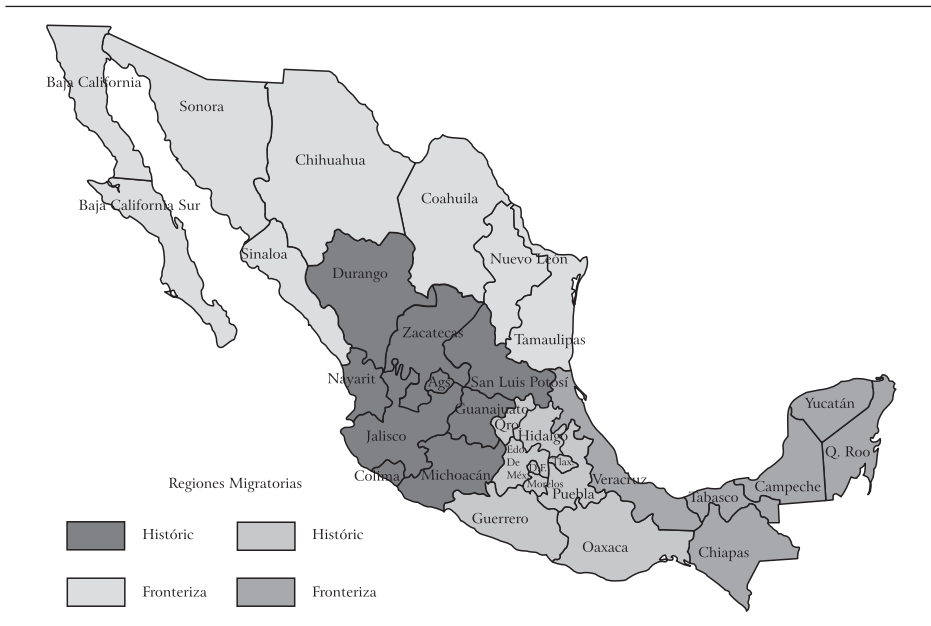 Baja California
Sonora
Chihuahua
Coahuila
Baja California Sur
Sinaloa
Nuevo León
Durango
Zacatecas
Tamaulipas
Nayarit
Ags
San Luis Potosí
Guanajuato
Qro.
Jalisco
Hidalgo
Yucatán
Q. Roo
Colima
Michoacán
Edo.
De
Méx
D.F.
Tlax.
Morelos
Puebla
Veracruz
Tabasco
Campeche
Guerrero
Oaxaca
Chiapas
Regiones Migratorias
Históric
Históric
Fronteriza
Fronteriza